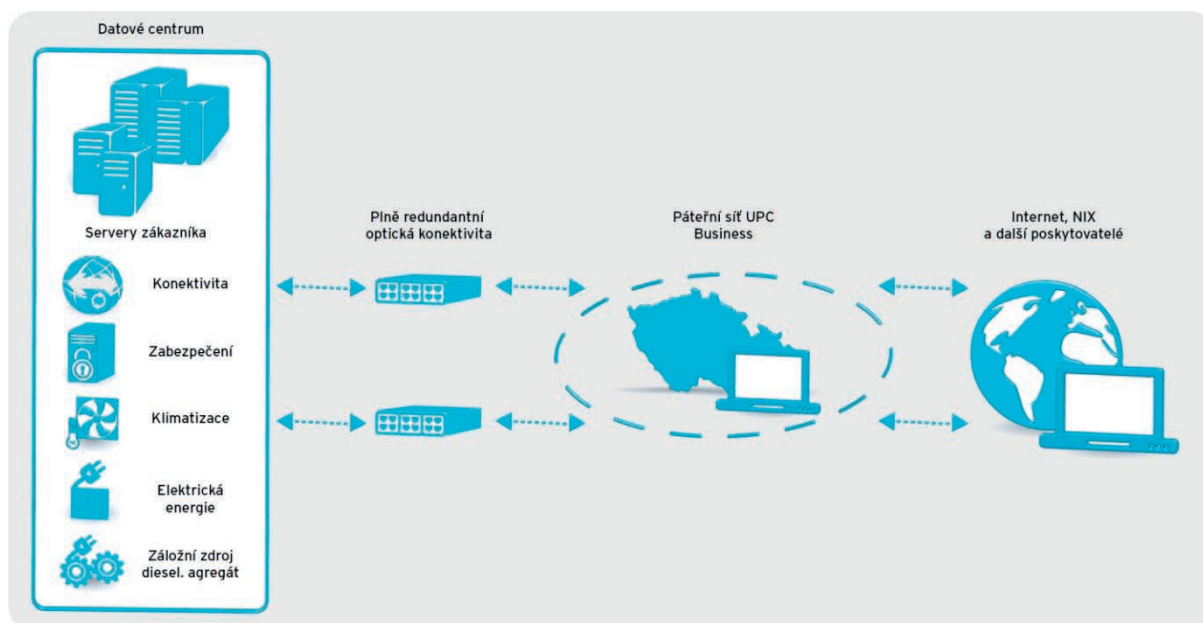 Datové centrum
Servery zákazníka
Konektivita
Zabezpečení
Klimatizace
Elektrická
energie
Záložní zdroj
diesel. agregát
Plně redundantní
optická konektivita
Páteřní síť UPC
Business
Internet, NIX
a další poskytovatelé